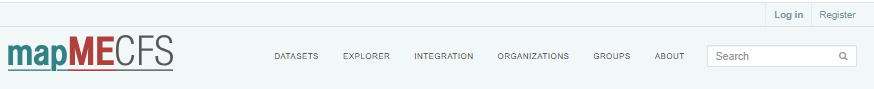 Log in Register
mapMECFS DATASETS EXPLORER INTEGRATION ORGANIZATIONS GROUPS ABOUT Search